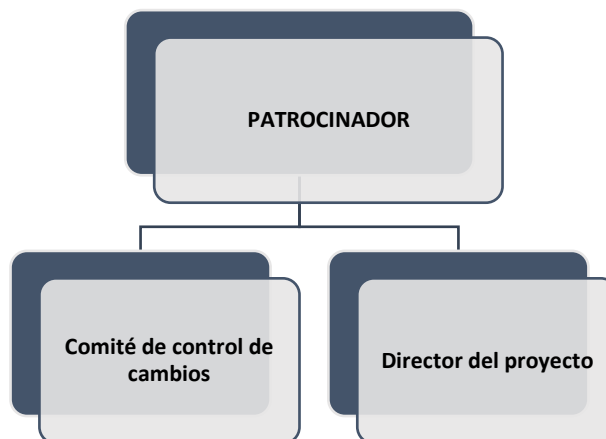 PATROCINADOR
Comité de control de
cambios
Director del proyecto